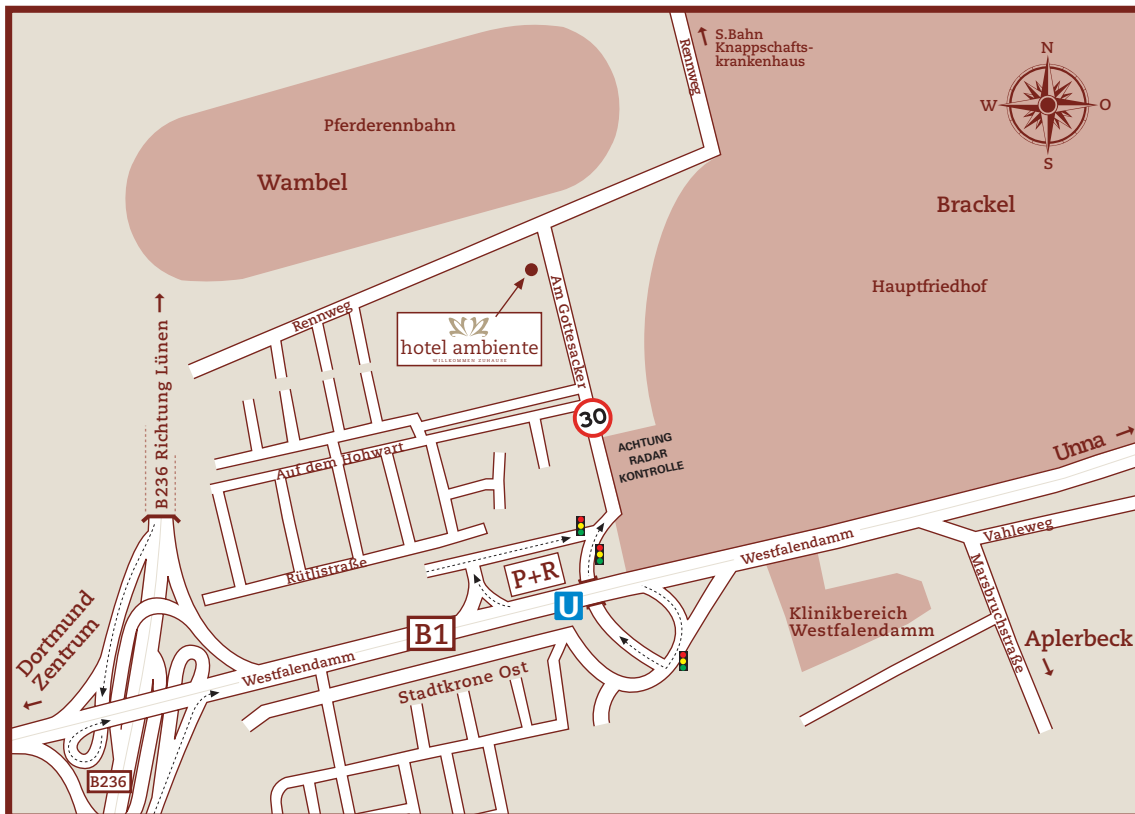 S.Bahn
Knappschafts-
krankenhaus
Rennweg
N
W
O
S
Pferderennbahn
Wambel
Brackel
Hauptfriedhof
Am Gottesacker
Rennweg
hotel ambiente
WILLKOMMEN ZUHAUSE
B236 Richtung Lünen
30
ACHTUNG
RADAR
KONTROLLE
Auf dem Hohwart
Unna
Rütlistraße
P+R
Westfalendamm
Vahleweg
U
B1
Marsbruchstraße
Klinikbereich
Westfalendamm
Aplerbeck
Dortmund
Zentrum
Westfalendamm
Stadtkrone Ost
B236